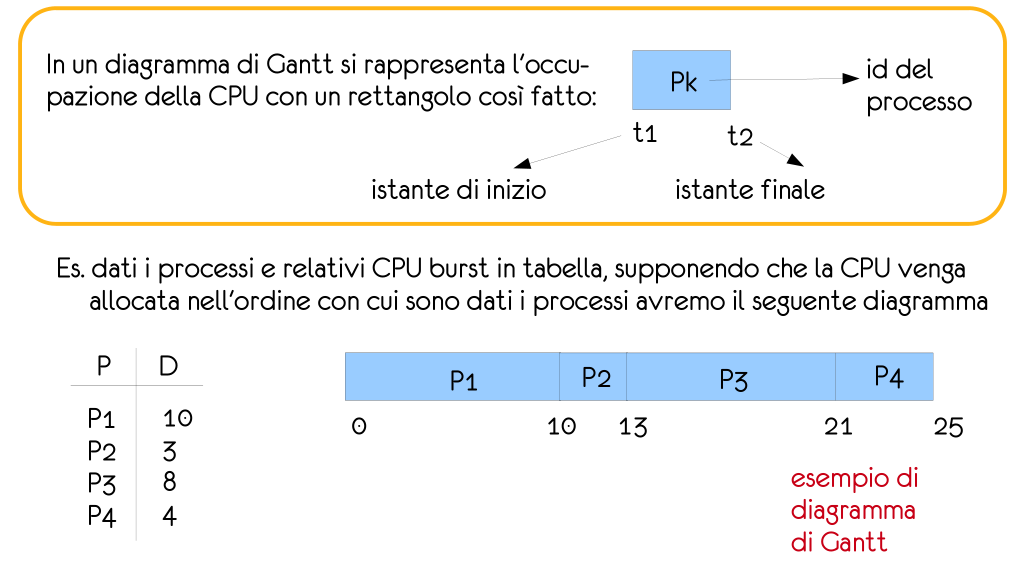 In un diagramma di Gantt si rappresenta l'occu-
pazione della CPU con un rettangolo così fatto:
Pk
id del
processo
t1
t2
istante di inizio
istante finale
Es. dati i processi e relativi CPU burst in tabella, supponendo che la CPU venga
allocata nell'ordine con cui sono dati i processi avremo il seguente diagramma
P D
P1 10
P2 3
P3 8
P4 4
P1 P2 P3 P4
0 10 13 21 25
esempio di
diagramma
di Gantt